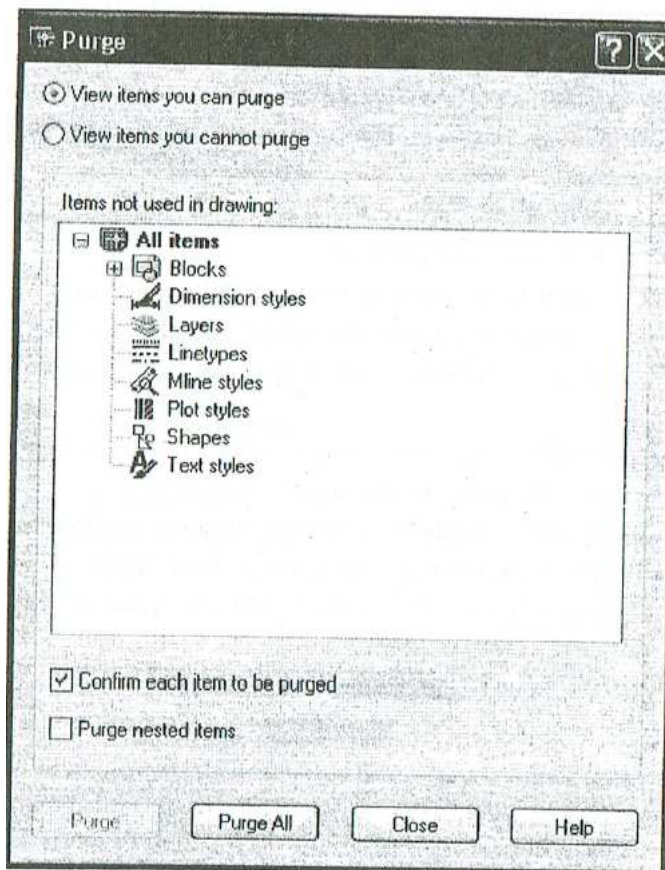 Purge
View items you can purge
View items you cannot purge
Items not used in drawing:
All items
Blocks
Dimension styles
Layers
Linetypes
Mline styles
Plot styles
Shapes
Text styles
Confirm each item to be purged
Purge nested items
Purge Purge All Close Help